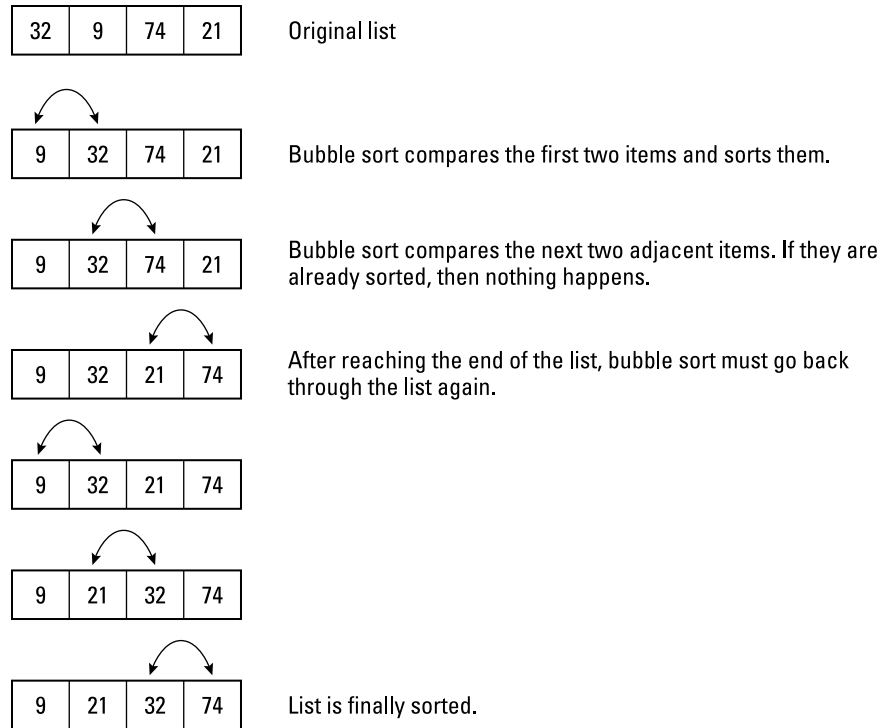 32 9 74 21 Original list
9 32 74 21 Bubble sort compares the first two items and sorts them.
9 32 74 21 Bubble sort compares the next two adjacent items. If they are
already sorted, then nothing happens.
9 32 21 74 After reaching the end of the list, bubble sort must go back
through the list again.
9 32 21 74
9 21 32 74
9 21 32 74 List is finally sorted.